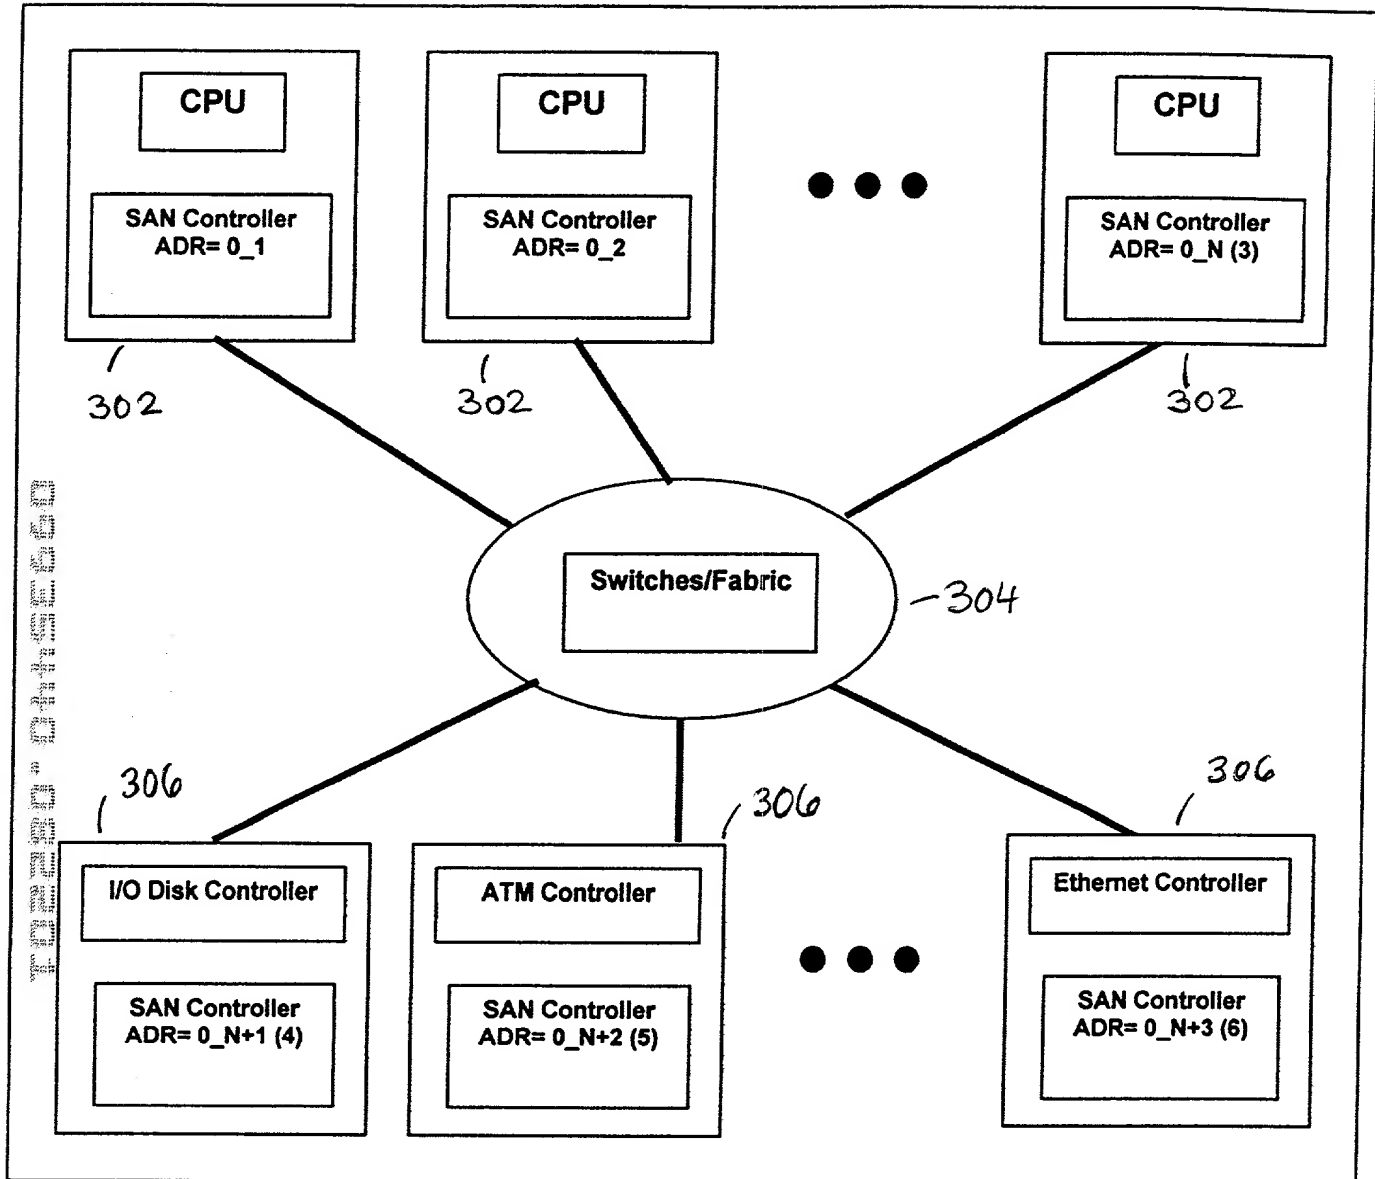 CPU
SAN Controller
ADR= 0_1
302
CPU
SAN Controller
ADR= 0_2
302
CPU
SAN Controller
ADR= 0_N (3)
302
Switches/Fabric
304
306
I/O Disk Controller
SAN Controller
ADR= 0_N+1 (4)
306
ATM Controller
SAN Controller
ADR= 0_N+2 (5)
306
Ethernet Controller
SAN Controller
ADR= 0_N+3 (6)